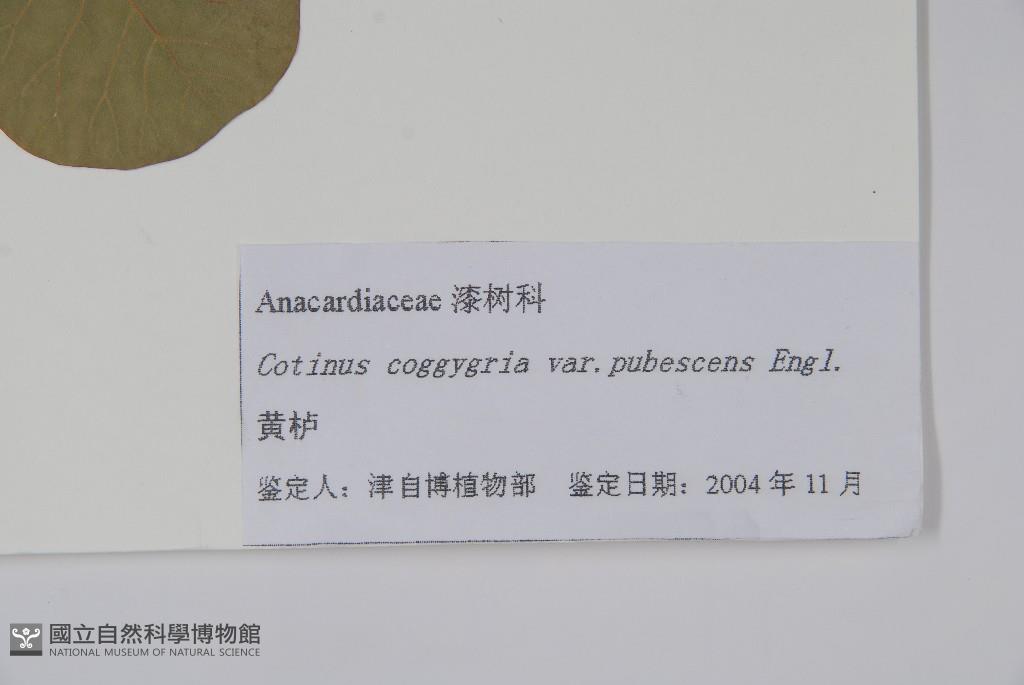 Anacardiaceae 漆树科
Cotinus coggygria var. pubescens Engl.
黄栌
鉴定人：津自博植物部 鉴定日期：2004 年 11 月
國立自然科學博物館
NATIONAL MUSEUM OF NATURAL SCIENCE